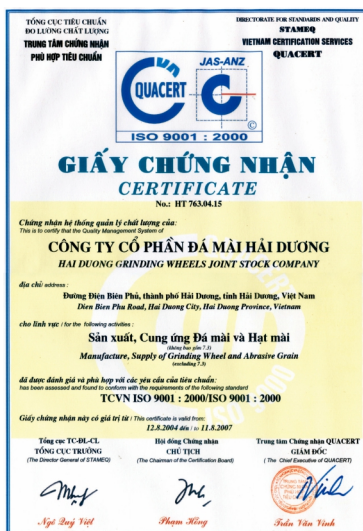 TỔNG CỤC TIÊU CHUẨN
ĐO LƯỜNG CHẤT LƯỢNG
TRUNG TÂM CHỨNG NHẬN
PHÙ HỢP TIÊU CHUẨN
DIRECTORATE FOR STANDARDS AND QUALITY
STAMEQ
VIETNAM CERTIFICATION SERVICES
QUACERT
JAS-ANZ
QUACERT
C
©
ISO 9001 : 2000
GIẤY CHỨNG NHẬN
CERTIFICATE
No.: HT 763.04.15
Chứng nhận hệ thống quản lý chất lượng của:
This is to certify that the Quality Management System of
CÔNG TY CỔ PHẦN ĐÁ MÀI HẢI DƯƠNG
HAI DUONG GRINDING WHEELS JOINT STOCK COMPANY
địa chỉ/ address :
Đường Điện Biên Phủ, thành phố Hải Dương, tỉnh Hải Dương, Việt Nam
Dien Bien Phu Road, Hai Duong City, Hai Duong Province, Vietnam
cho lĩnh vực / for the following activities :
Sản xuất, Cung ứng Đá mài và Hạt mài
(không bao gồm 7.3)
Manufacture, Supply of Grinding Wheel and Abrasive Grain
(excluding 7.3)
đã được đánh giá và phù hợp với các yêu cầu của tiêu chuẩn:
has been assessed and found to conform with the requirements of the following standard
TCVN ISO 9001 : 2000/ISO 9001 : 2000
Giấy chứng nhận này có giá trị từ / This certificate is valid from:
12.8.2004 đến / to 11.8.2007
Tổng cục TC-ĐL-CL
TỔNG CỤC TRƯỞNG
(The Director General of STAMEQ)
Hội đồng Chứng nhận
CHỦ TỊCH
(The Chairman of the Certification Board)
Trung tâm Chứng nhận QUACERT
GIÁM ĐỐC
( The Chief Executive of QUACERT)
Ngô Quý Việt
Phạm Hồng
Trần Văn Vinh